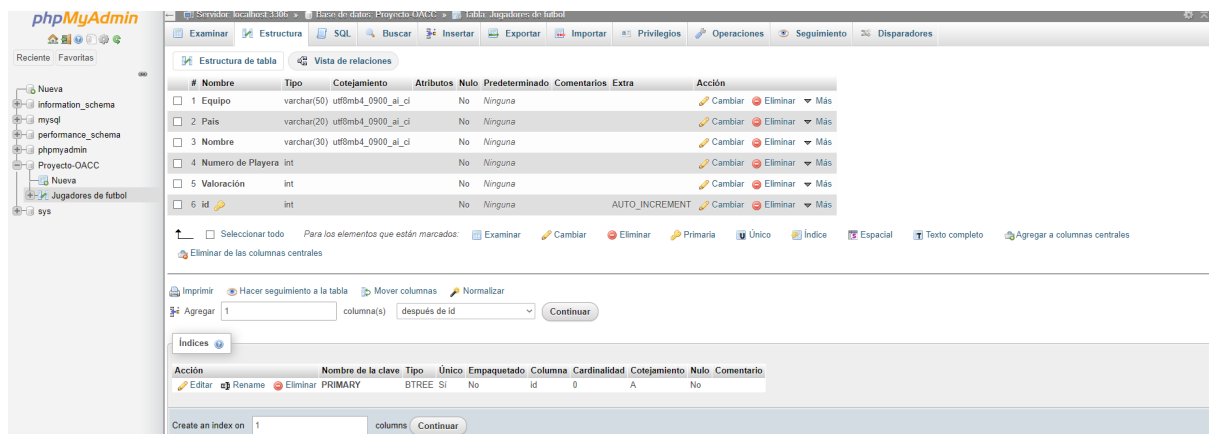 phpMyAdmin
Reciente Favoritas
Nueva
information_schema
mysql
performance_schema
phpmyadmin
Proyecto-OACC
Nueva
Jugadores de futbol
sys
Servidor: localhost:3306 » Base de datos: Proyecto-OACC » Tabla: Jugadores de futbol
Examinar Estructura SQL Buscar Insertar Exportar Importar Privilegios Operaciones Seguimiento Disparadores
Estructura de tabla Vista de relaciones
# Nombre Tipo Cotejamiento Atributos Nulo Predeterminado Comentarios Extra Acción
1 Equipo varchar(50) utf8mb4_0900_ai_ci No Ninguna Cambiar Eliminar Más
2 Pais varchar(20) utf8mb4_0900_ai_ci No Ninguna Cambiar Eliminar Más
3 Nombre varchar(30) utf8mb4_0900_ai_ci No Ninguna Cambiar Eliminar Más
4 Numero de Playera int No Ninguna Cambiar Eliminar Más
5 Valoración int No Ninguna Cambiar Eliminar Más
6 id int No Ninguna AUTO_INCREMENT Cambiar Eliminar Más
Seleccionar todo Para los elementos que están marcados: Examinar Cambiar Eliminar Primaria Único Índice Espacial Texto completo Agregar a columnas centrales
Eliminar de las columnas centrales
Imprimir Hacer seguimiento a la tabla Mover columnas Normalizar
Agregar 1 columna(s) después de id Continuar
Índices
Acción Nombre de la clave Tipo Único Empaquetado Columna Cardinalidad Cotejamiento Nulo Comentario
Editar Rename Eliminar PRIMARY BTREE Sí No id 0 A No
Create an index on 1 columns Continuar